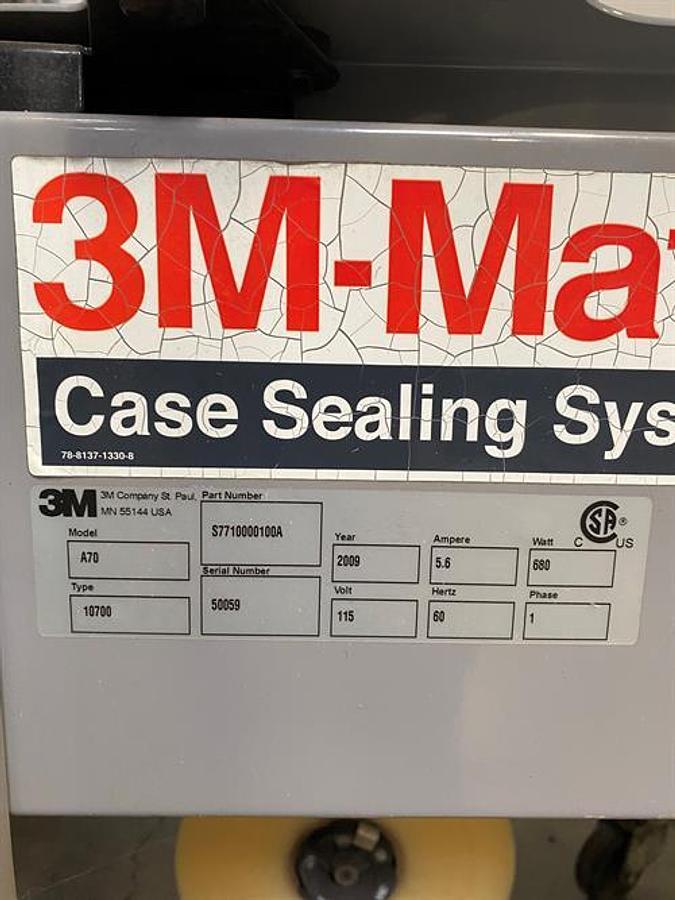 3M-Ma
Case Sealing Sys
78-8137-1330-8
3M
3M Company St. Paul,
MN 55144 USA
Part Number
S7710000100A
Model
A70
Serial Number
50059
Type
10700
Year
2009
Ampere
5.6
Watt
680
Volt
115
Hertz
60
Phase
1
CSA ®
C US